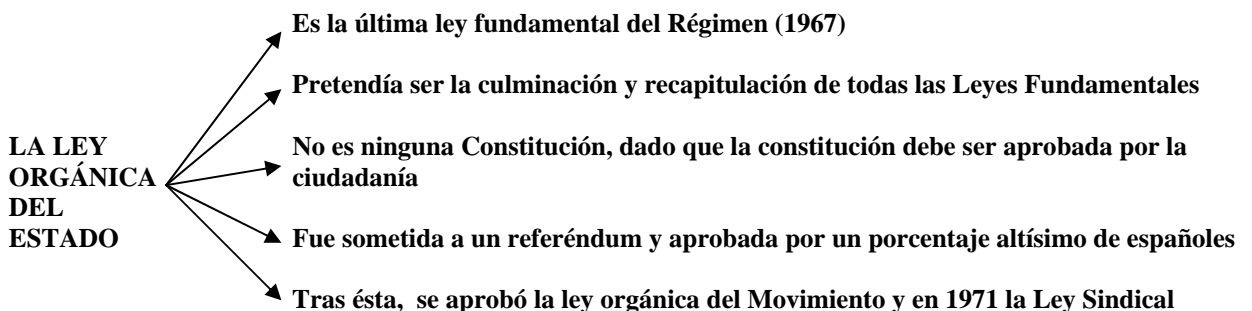 LA LEY
ORGÁNICA
DEL
ESTADO
Es la última ley fundamental del Régimen (1967)
Pretendía ser la culminación y recapitulación de todas las Leyes Fundamentales
No es ninguna Constitución, dado que la constitución debe ser aprobada por la
ciudadanía
Fue sometida a un referéndum y aprobada por un porcentaje altísimo de españoles
Tras ésta, se aprobó la ley orgánica del Movimiento y en 1971 la Ley Sindical